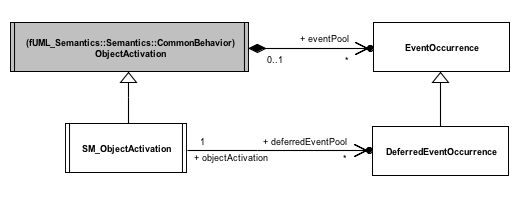 (fUML_Semantics::Semantics::CommonBehavior)
ObjectActivation
+ eventPool
0..1
*
EventOccurrence
SM_ObjectActivation
1
+ deferredEventPool
+ objectActivation
*
DeferredEventOccurrence